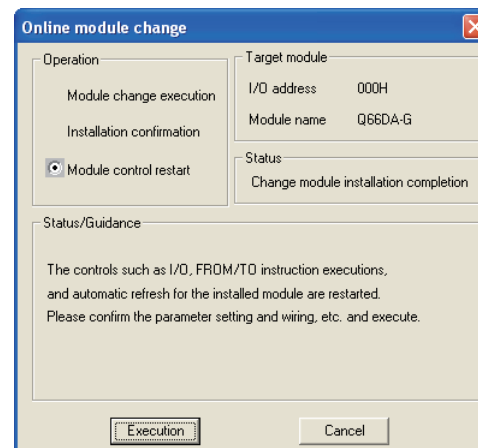 Online module change
Operation
Module change execution
Installation confirmation
Module control restart
Target module
I/O address 000H
Module name Q66DA-G
Status
Change module installation completion
Status/Guidance
The controls such as I/O, FROM/TO instruction executions,
and automatic refresh for the installed module are restarted.
Please confirm the parameter setting and wiring, etc. and execute.
Execution Cancel